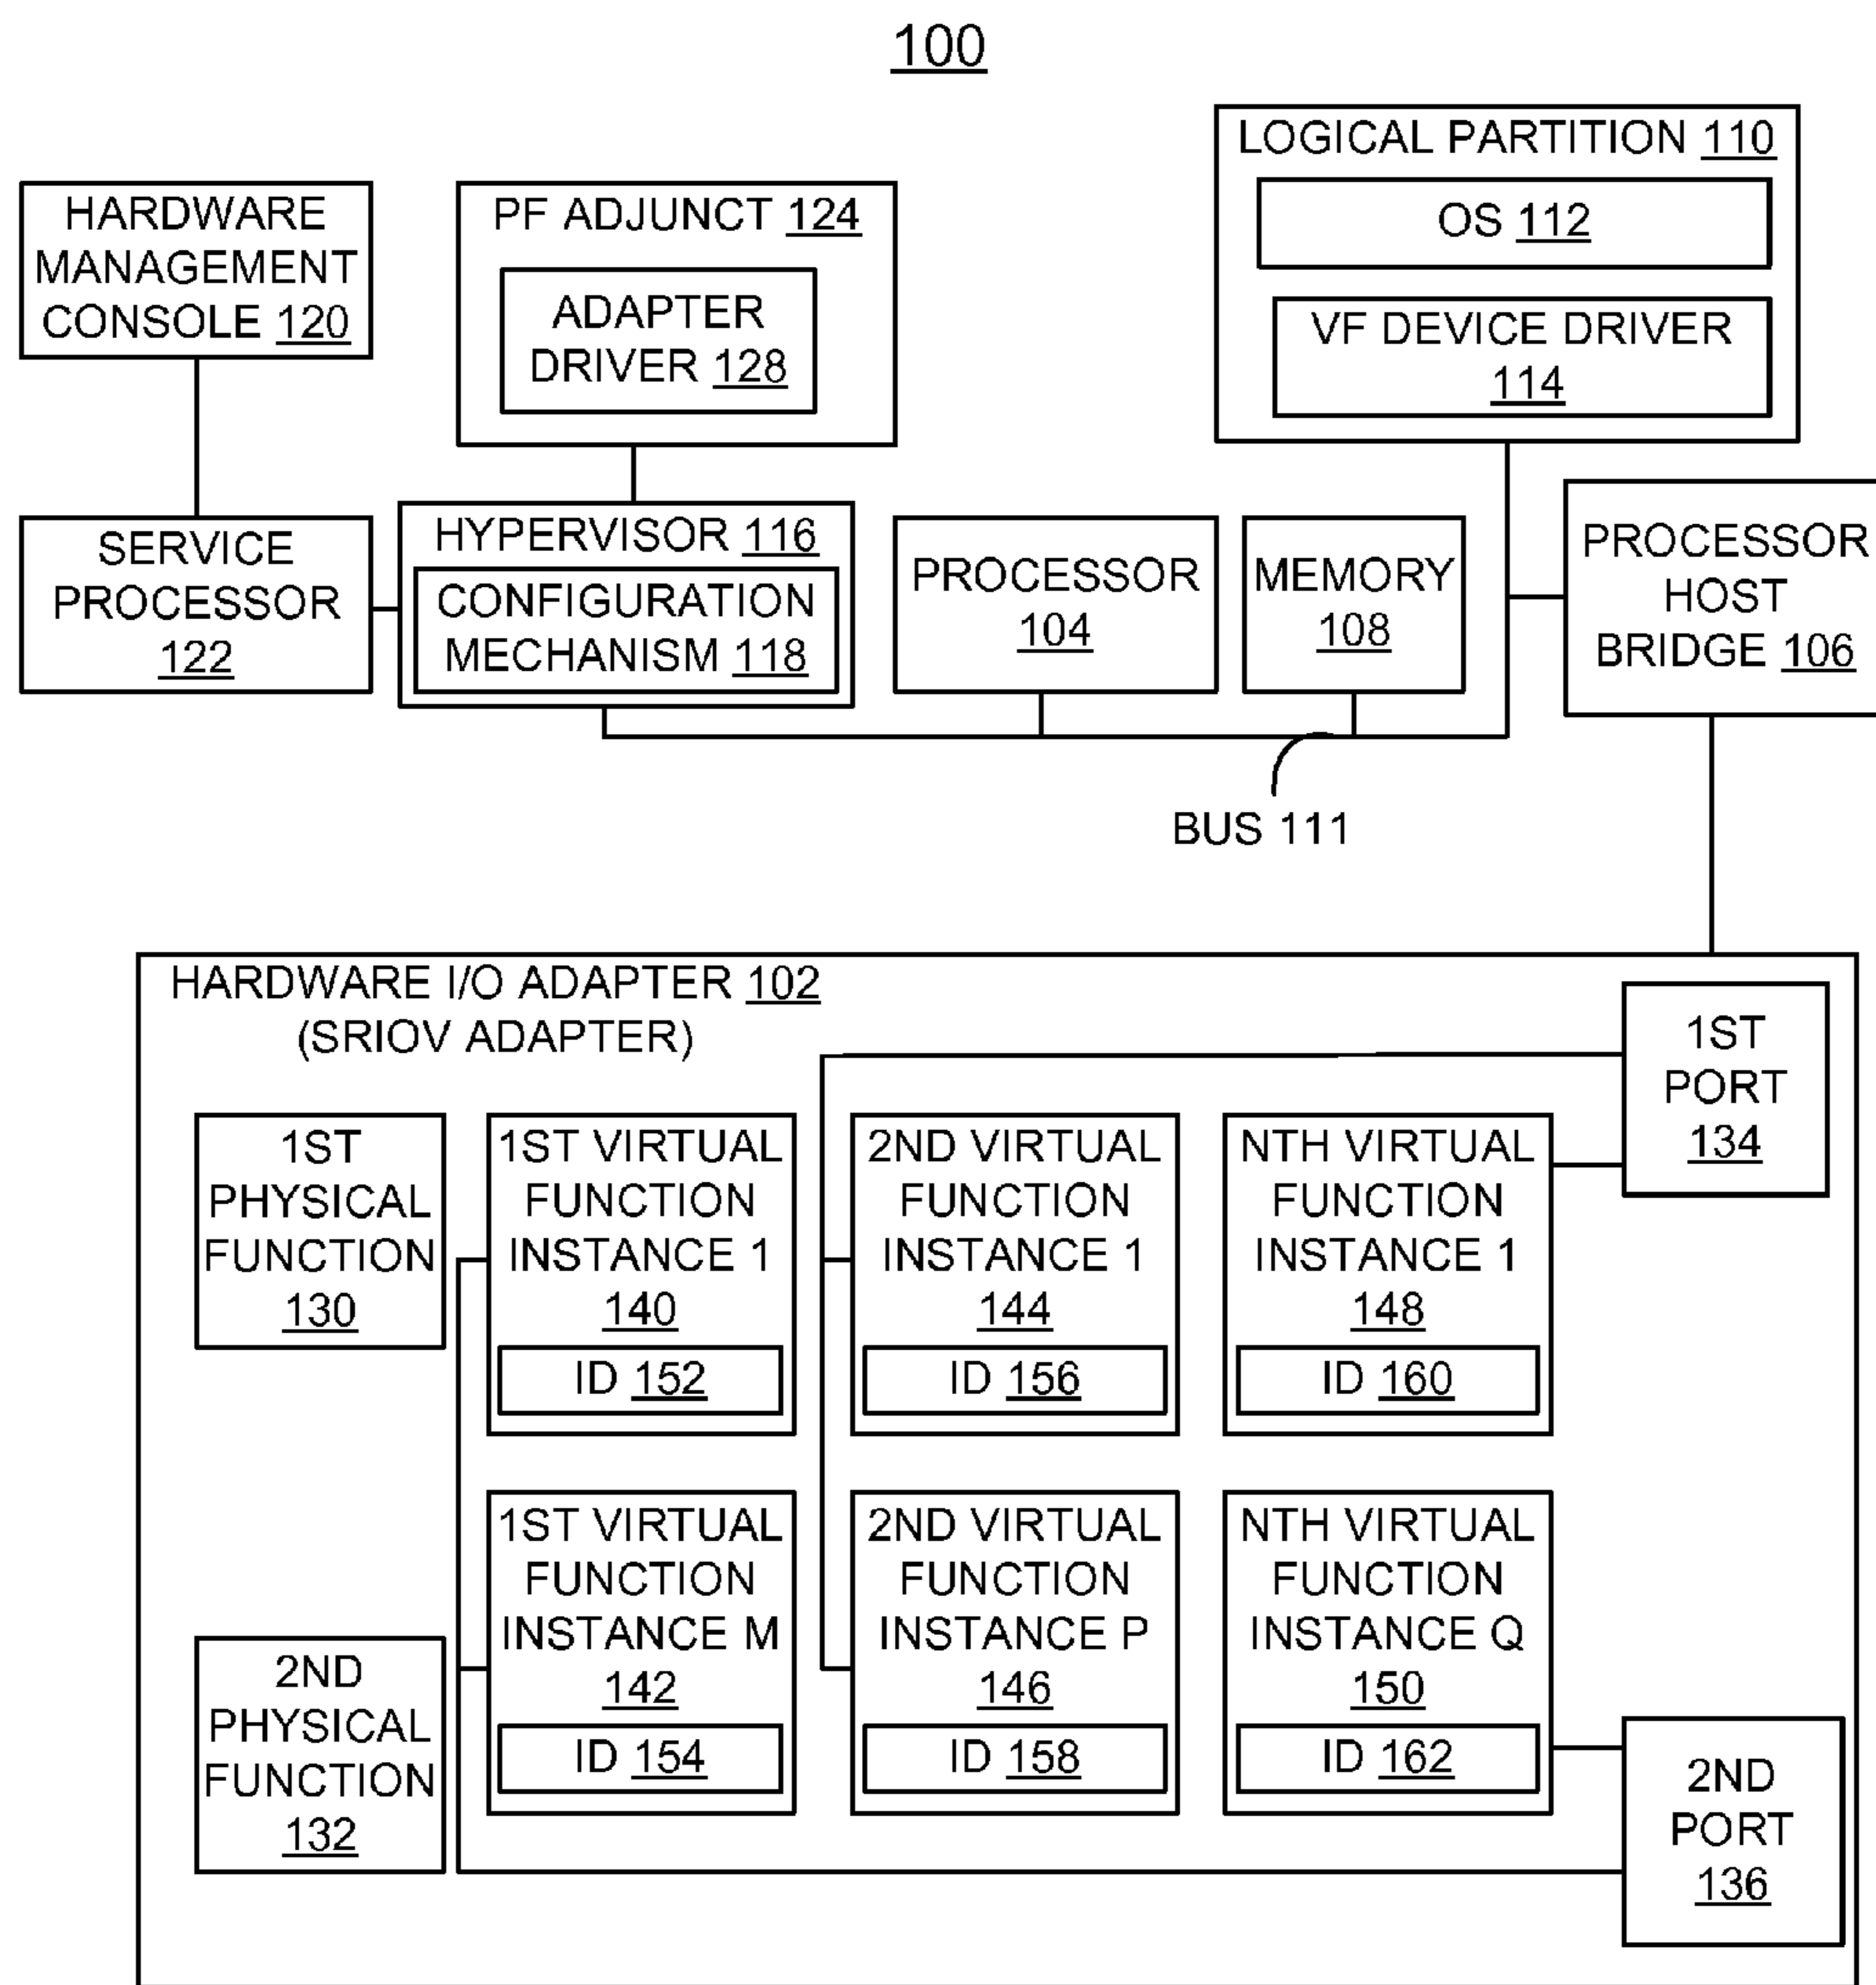 100
HARDWARE
MANAGEMENT
CONSOLE 120
PF ADJUNCT 124
ADAPTER
DRIVER 128
LOGICAL PARTITION 110
OS 112
VF DEVICE DRIVER
114
SERVICE
PROCESSOR
122
HYPERVISOR 116
CONFIGURATION
MECHANISM 118
PROCESSOR
104
MEMORY
108
PROCESSOR
HOST
BRIDGE 106
BUS 111
HARDWARE I/O ADAPTER 102
(SRIOV ADAPTER)
1ST
PORT
134
1ST
PHYSICAL
FUNCTION
130
1ST VIRTUAL
FUNCTION
INSTANCE 1
140
ID 152
2ND VIRTUAL
FUNCTION
INSTANCE 1
144
ID 156
NTH VIRTUAL
FUNCTION
INSTANCE 1
148
ID 160
2ND
PHYSICAL
FUNCTION
132
1ST VIRTUAL
FUNCTION
INSTANCE M
142
ID 154
2ND VIRTUAL
FUNCTION
INSTANCE P
146
ID 158
NTH VIRTUAL
FUNCTION
INSTANCE Q
150
ID 162
2ND
PORT
136